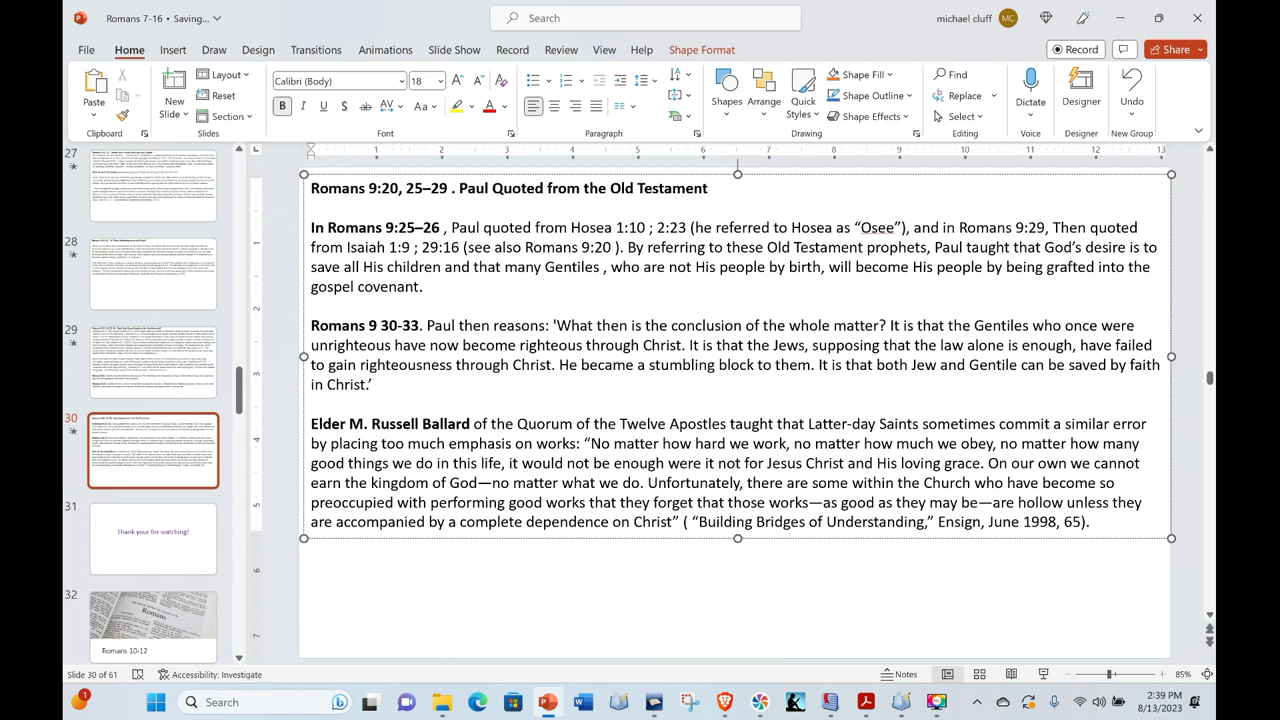 Romans 7-16 • Saving...
Search
michael cluff
MC
File Home Insert Draw Design Transitions Animations Slide Show Record Review View Help Shape Format
Record
Share
Paste
Clipboard
New Slide
Layout
Reset
Section
Slides
Calibri (Body)
18
Font
Paragraph
Shapes
Arrange
Quick Styles
Shape Fill
Shape Outline
Shape Effects
Drawing
Find
Replace
Select
Editing
Dictate
Voice
Designer
Designer
Undo
New Group
27
28
29
30
31
Thank your for watching!
32
Romans
Romans 10-12
9:20, 25–29 . Paul Quoted from the Old Testament
In Romans 9:25–26 , Paul quoted from Hosea 1:10 ; 2:23 (he referred to Hosea as “Osee”), and in Romans 9:29, Then quoted
from Isaiah 1:9 ; 29:16 (see also Romans 9:20). By referring to these Old Testament prophets, Paul taught that God’s desire is to
save all His children and that many Gentiles , who are not His people by birth, will become His people by being grafted into the
gospel covenant.
Romans 9:30–33. Paul then asked, ‘What then is the conclusion of the whole matter? It is that the Gentiles who once were
unrighteous have now become righteous through Christ. It is that the Jews, supposing that the law alone is enough, have failed
to gain righteousness through Christ. He became a stumbling block to them. It is that both Jew and Gentile can be saved by faith
in Christ.’
Elder M. Russell Ballard of the Quorum of the Twelve Apostles taught that Latter-day Saints sometimes commit a similar error
by placing too much emphasis on works: “No matter how hard we work, no matter how much we obey, no matter how many
good things we do in this life, it would not be enough were it not for Jesus Christ and His loving grace. On our own we cannot
earn the kingdom of God—no matter what we do. Unfortunately, there are some within the Church who have become so
preoccupied with performing good works that they forget that those works—as good as they may be—are hollow unless they
are accompanied by a complete dependence on Christ” ( “Building Bridges of Understanding,” Ensign, June 1998, 65).
Slide 30 of 61
Accessibility: Investigate
Notes
85%
Search
2:39 PM
8/13/2023